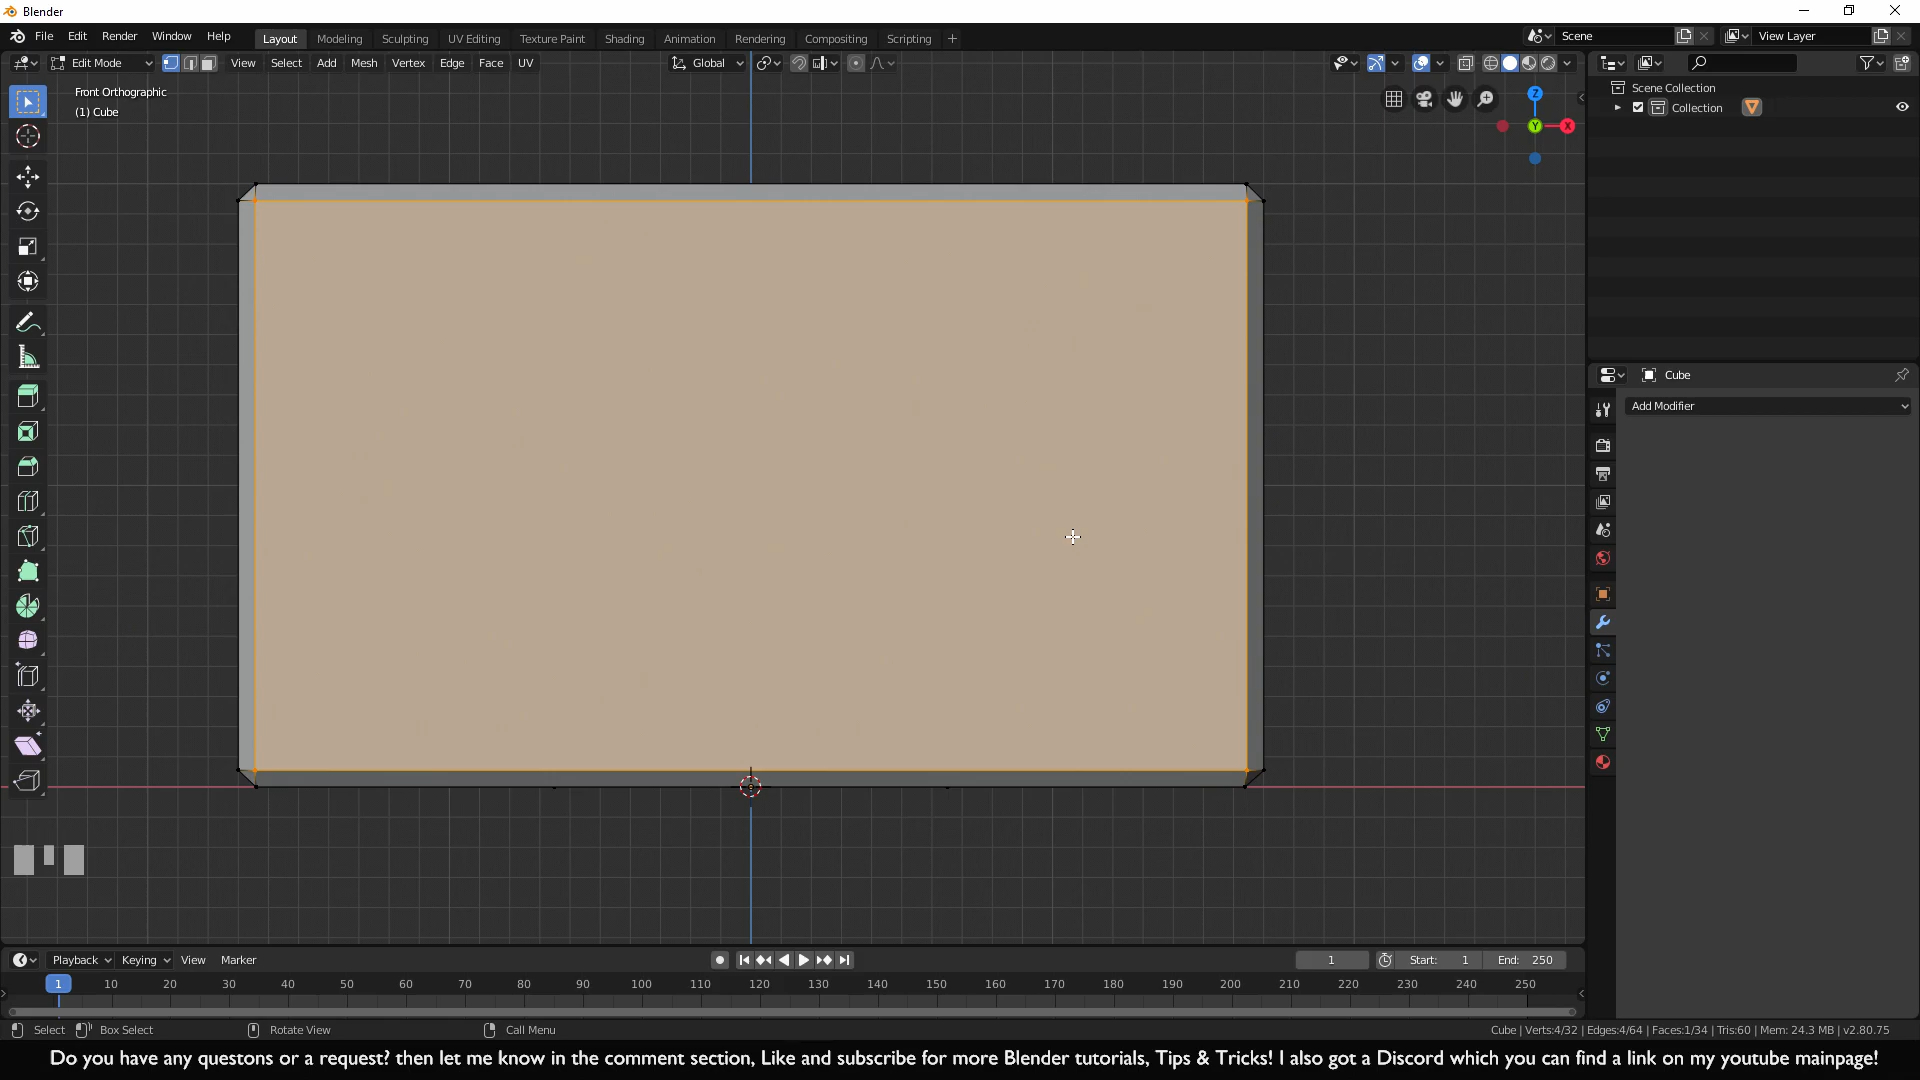 Blender
File Edit Render Window Help
Layout Modeling Sculpting UV Editing Texture Paint Shading Animation Rendering Compositing Scripting +
Scene
View Layer
Edit Mode View Select Add Mesh Vertex Edge Face UV
Global
Front Orthographic
(1) Cube
Z
Y
X
Scene Collection
Collection
Cube
Add Modifier
Playback Keying View Marker
1
Start: 1
End: 250
1 10 20 30 40 50 60 70 80 90 100 110 120 130 140 150 160 170 180 190 200 210 220 230 240 250
Select Box Select Rotate View Call Menu
Cube | Verts:4/32 | Edges:4/64 | Faces:1/34 | Tris:60 | Mem: 24.3 MB | v2.80.75
Do you have any questons or a request? then let me know in the comment section, Like and subscribe for more Blender tutorials, Tips & Tricks! I also got a Discord which you can find a link on my youtube mainpage!